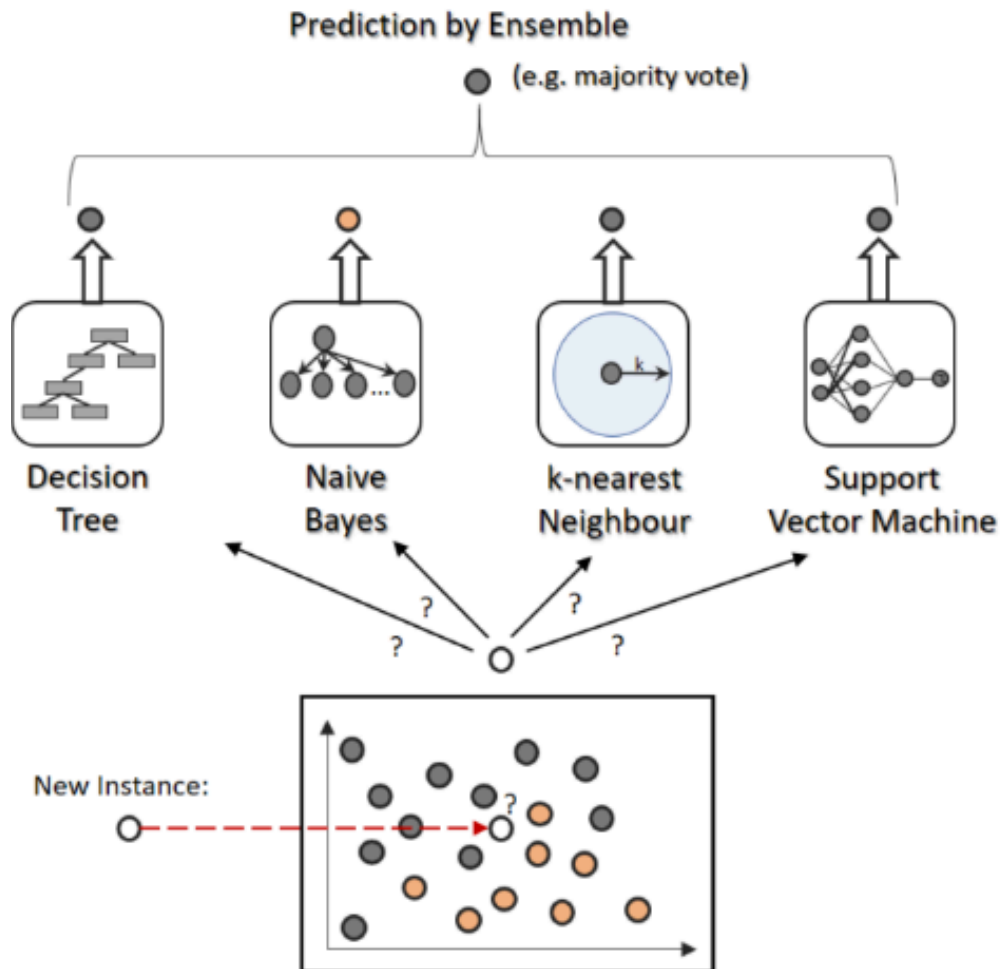 Prediction by Ensemble
(e.g. majority vote)
...
k
Decision
Tree
Naive
Bayes
k-nearest
Neighbour
Support
Vector Machine
?
?
?
?
New Instance:
?